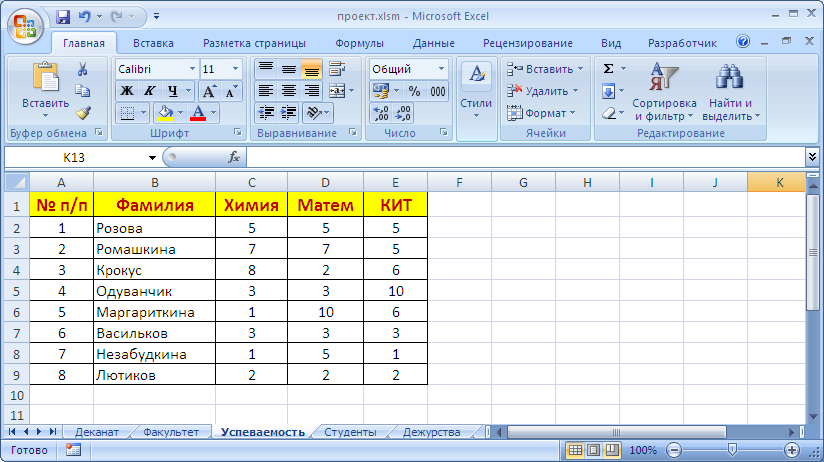 проект.xlsm - Microsoft Excel
Главная Вставка Разметка страницы Формулы Данные Рецензирование Вид Разработчик
Вставить
Буфер обмена
Calibri 11
Ж К Ч A A
A
Шрифт
Выравнивание
Общий
% 000
Число
Стили
Вставить
Удалить
Формат
Ячейки
Σ
Сортировка и фильтр
Найти и выделить
Редактирование
K13 fx
A B C D E F G H I J K
1 № п/п Фамилия Химия Матем КИТ
2 1 Розова 5 5 5
3 2 Ромашкина 7 7 5
4 3 Крокус 8 2 6
5 4 Одуванчик 3 3 10
6 5 Маргариткина 1 10 6
7 6 Васильков 3 3 3
8 7 Незабудкина 1 5 1
9 8 Лютиков 2 2 2
10
11
Деканат Факультет Успеваемость Студенты Дежурства
Готово 100%